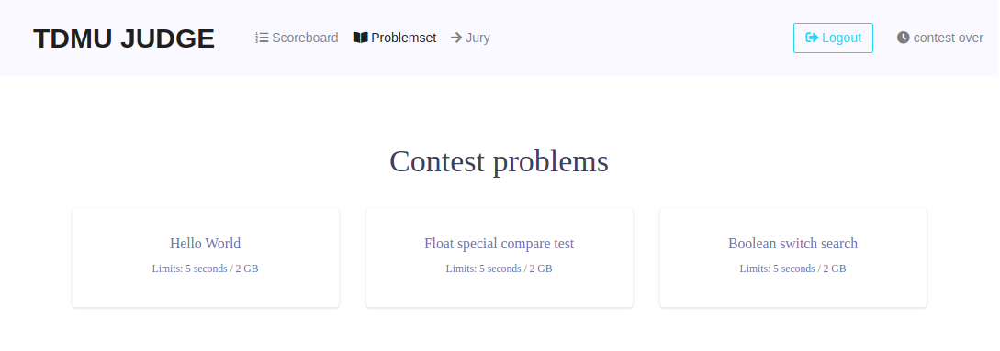 TDMU JUDGE Scoreboard Problemset Jury Logout contest over
Contest problems
Hello World
Limits: 5 seconds / 2 GB
Float special compare test
Limits: 5 seconds / 2 GB
Boolean switch search
Limits: 5 seconds / 2 GB